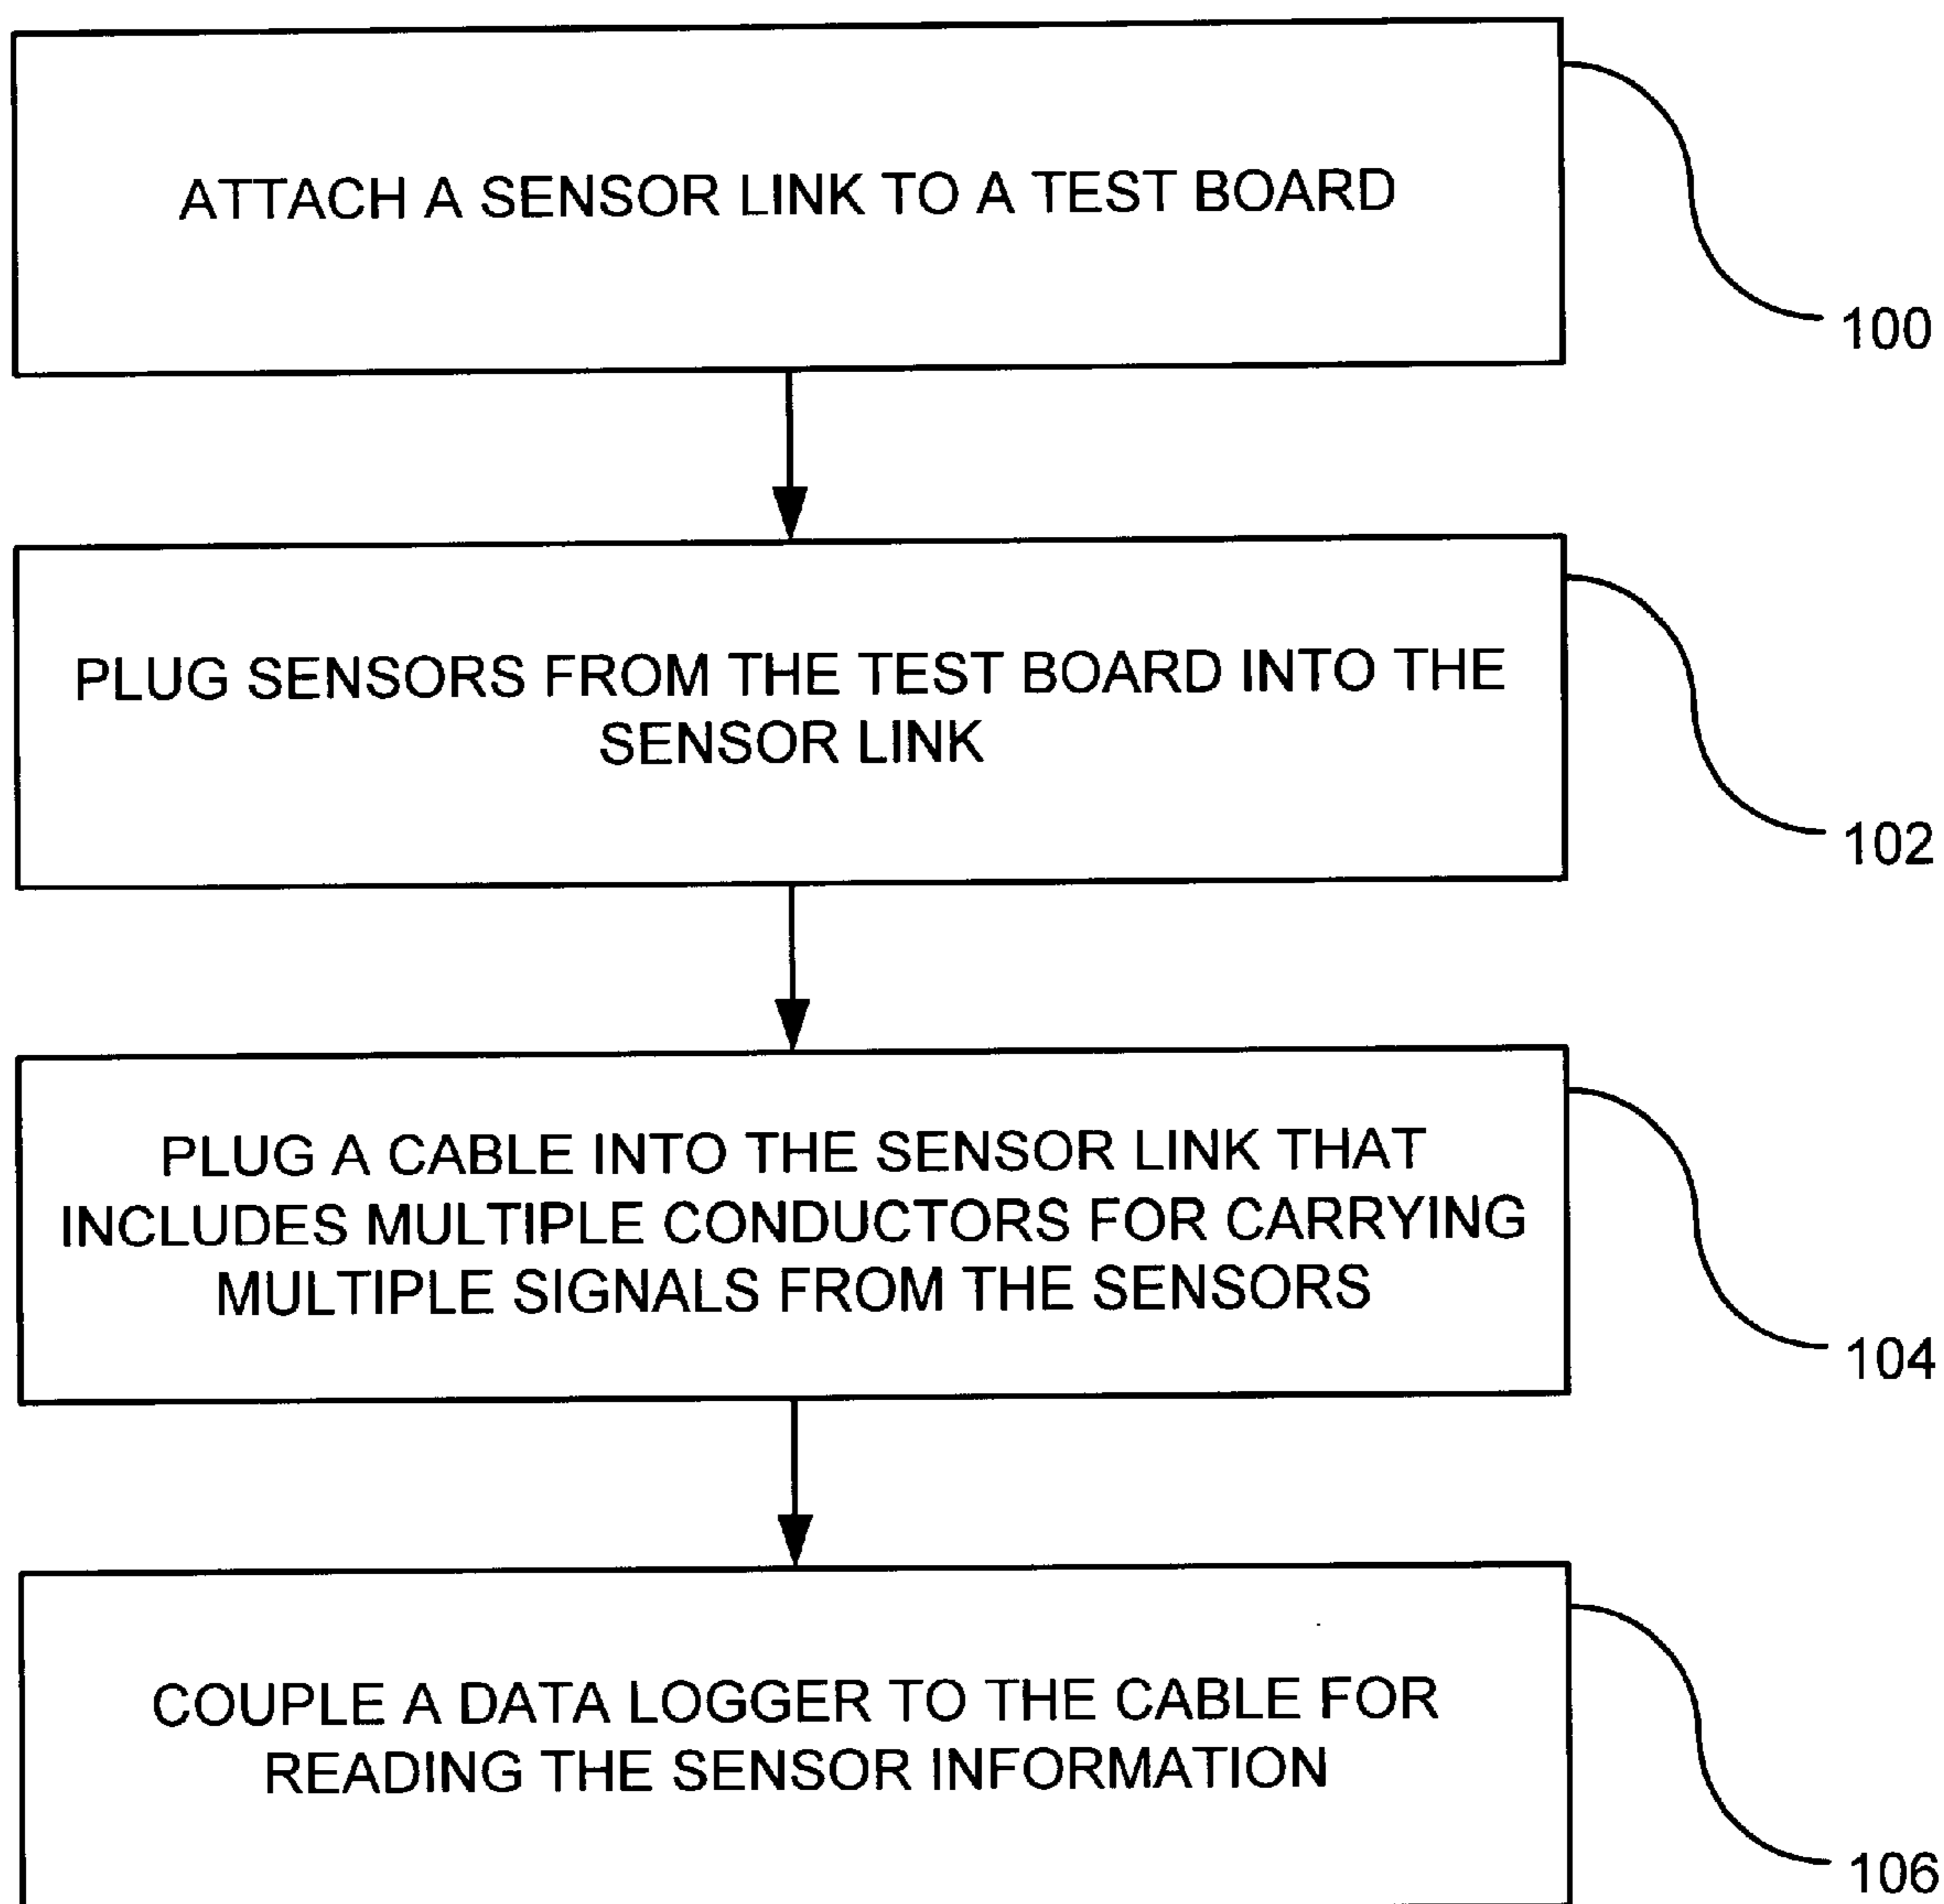 ATTACH A SENSOR LINK TO A TEST BOARD
100
PLUG SENSORS FROM THE TEST BOARD INTO THE
SENSOR LINK
102
PLUG A CABLE INTO THE SENSOR LINK THAT
INCLUDES MULTIPLE CONDUCTORS FOR CARRYING
MULTIPLE SIGNALS FROM THE SENSORS
104
COUPLE A DATA LOGGER TO THE CABLE FOR
READING THE SENSOR INFORMATION
106